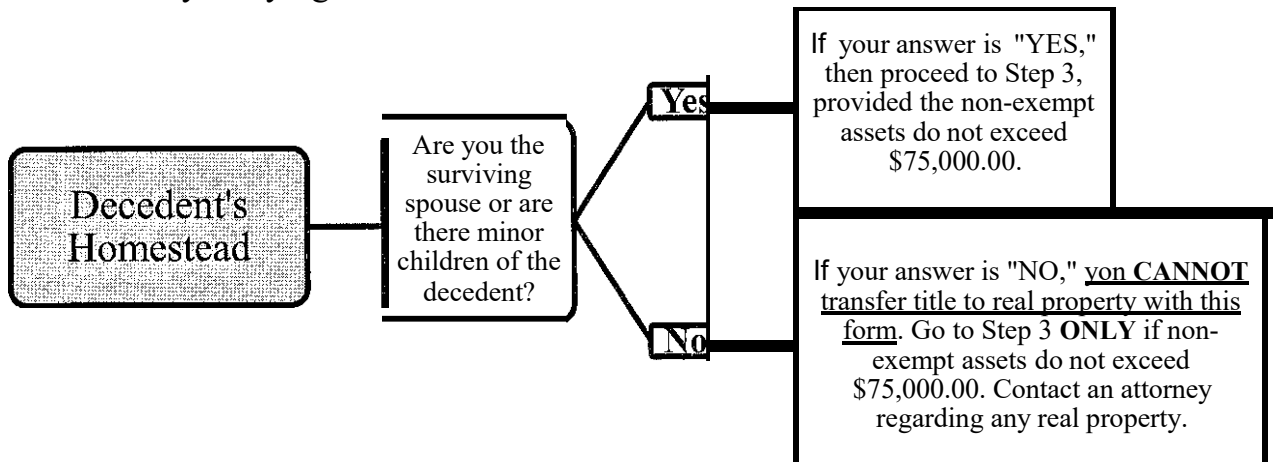 Decedent's
Homestead
Are you the
surviving
spouse or are
there minor
children of the
decedent?
Yes
No
If your answer is "YES,"
then proceed to Step 3,
provided the non-exempt
assets do not exceed
$75,000.00.
If your answer is "NO," yon CANNOT
transfer title to real property with this
form. Go to Step 3 ONLY if non-
exempt assets do not exceed
$75,000.00. Contact an attorney
regarding any real property.